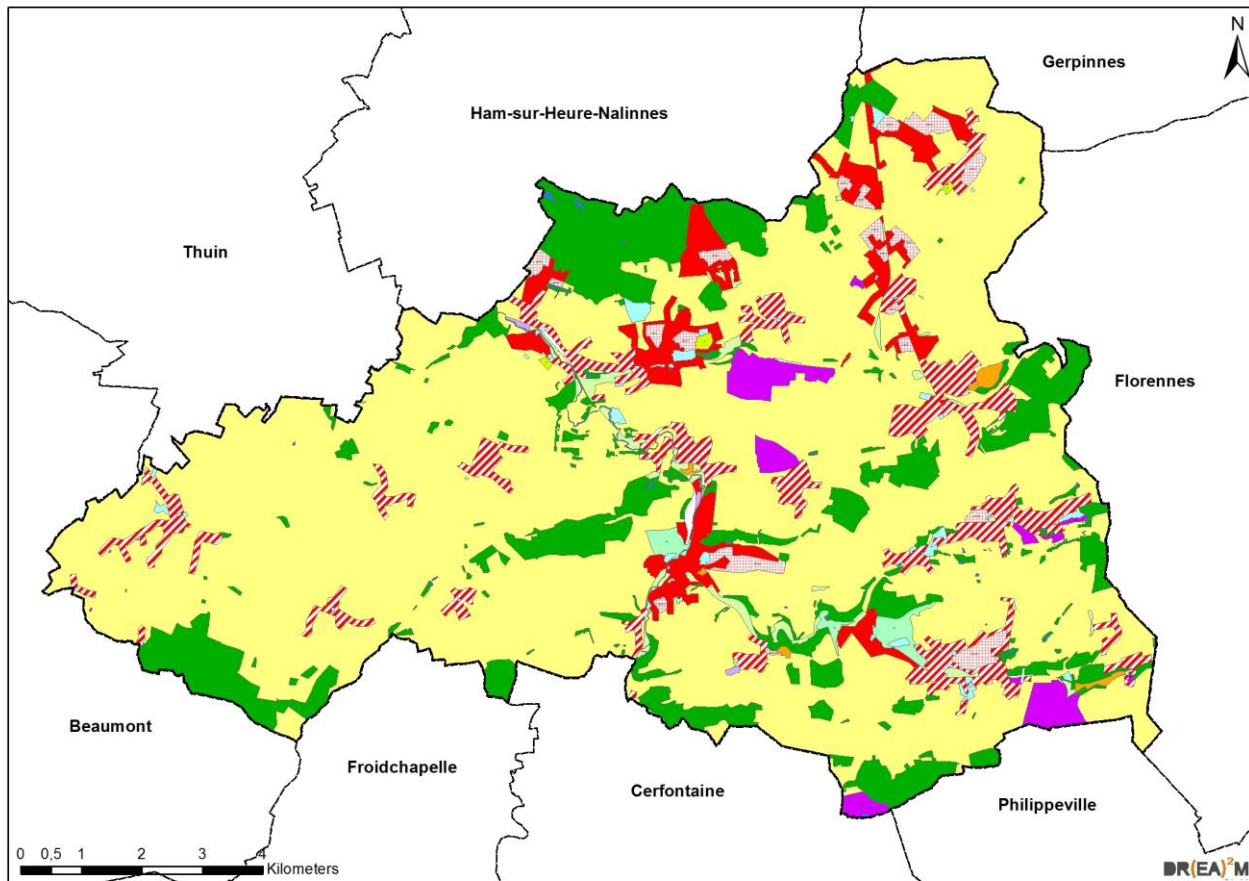 N
Gerpinnes
Ham-sur-Heure-Nalinnes
Thuin
Florennes
Beaumont
Froidchapelle
Cerfontaine
Philippeville
0 0,5 1 2 3 4
Kilometers
DR(EA)²M